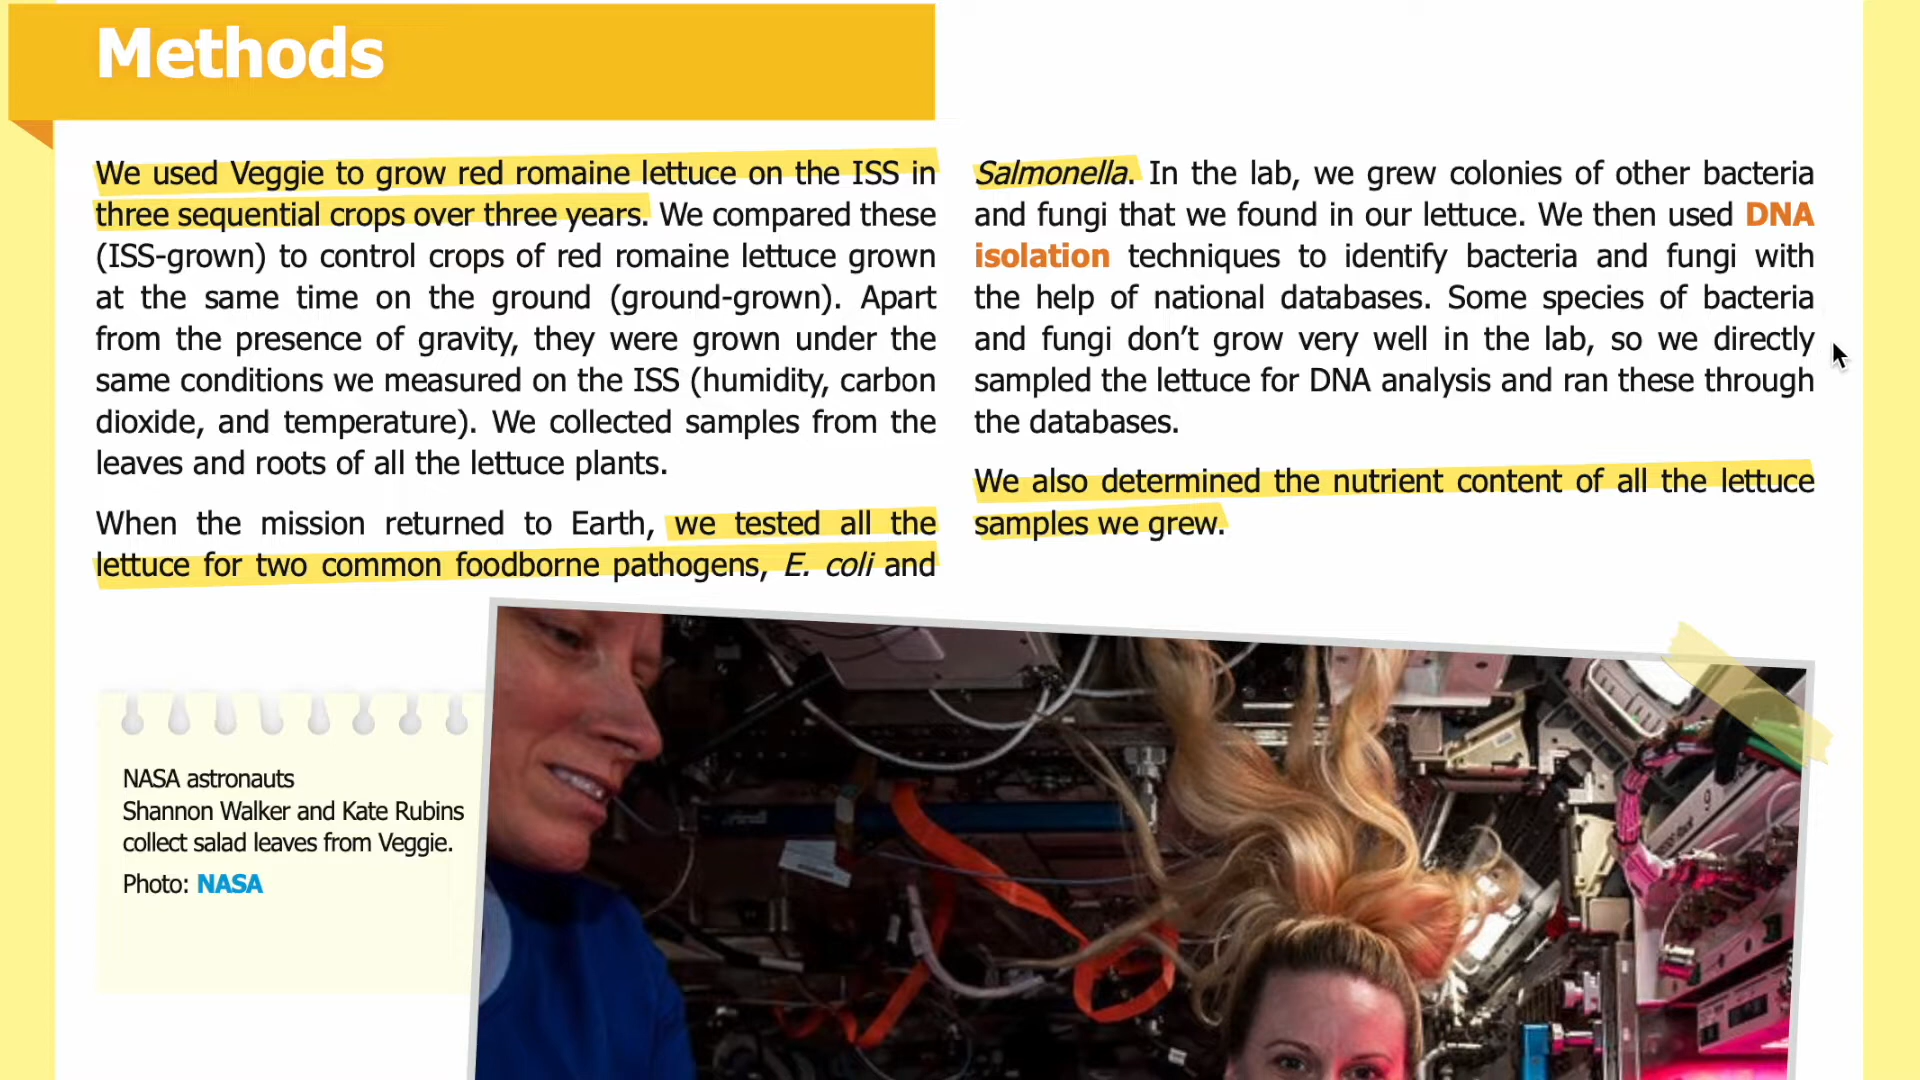 Methods
We used Veggie to grow red romaine lettuce on the ISS in
three sequential crops over three years. We compared these
(ISS-grown) to control crops of red romaine lettuce grown
at the same time on the ground (ground-grown). Apart
from the presence of gravity, they were grown under the
same conditions we measured on the ISS (humidity, carbon
dioxide, and temperature). We collected samples from the
leaves and roots of all the lettuce plants.
When the mission returned to Earth, we tested all the
lettuce for two common foodborne pathogens, E. coli and
Salmonella. In the lab, we grew colonies of other bacteria
and fungi that we found in our lettuce. We then used DNA
isolation techniques to identify bacteria and fungi with
the help of national databases. Some species of bacteria
and fungi don’t grow very well in the lab, so we directly
sampled the lettuce for DNA analysis and ran these through
the databases.
We also determined the nutrient content of all the lettuce
samples we grew.
NASA astronauts
Shannon Walker and Kate Rubins
collect salad leaves from Veggie.
Photo: NASA